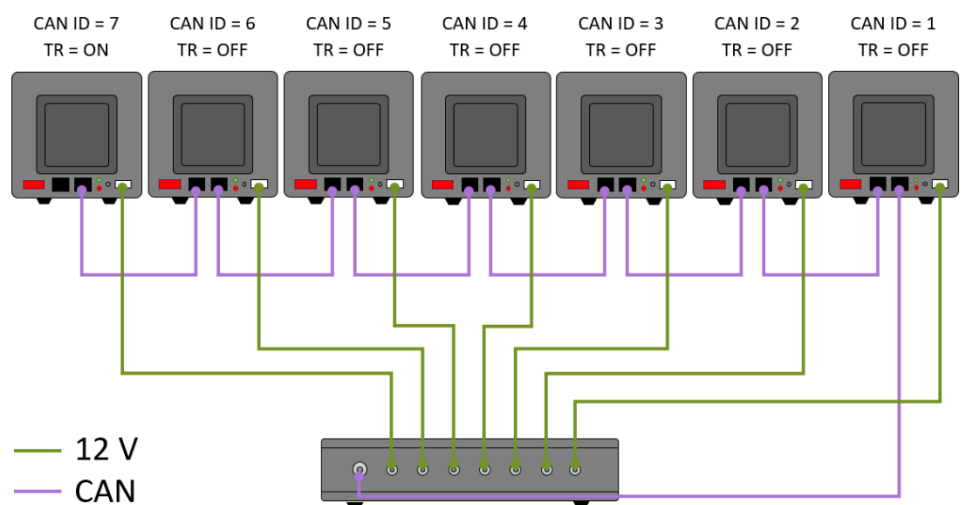 CAN ID = 7
TR = ON
CAN ID = 6
TR = OFF
CAN ID = 5
TR = OFF
CAN ID = 4
TR = OFF
CAN ID = 3
TR = OFF
CAN ID = 2
TR = OFF
CAN ID = 1
TR = OFF
12 V
CAN